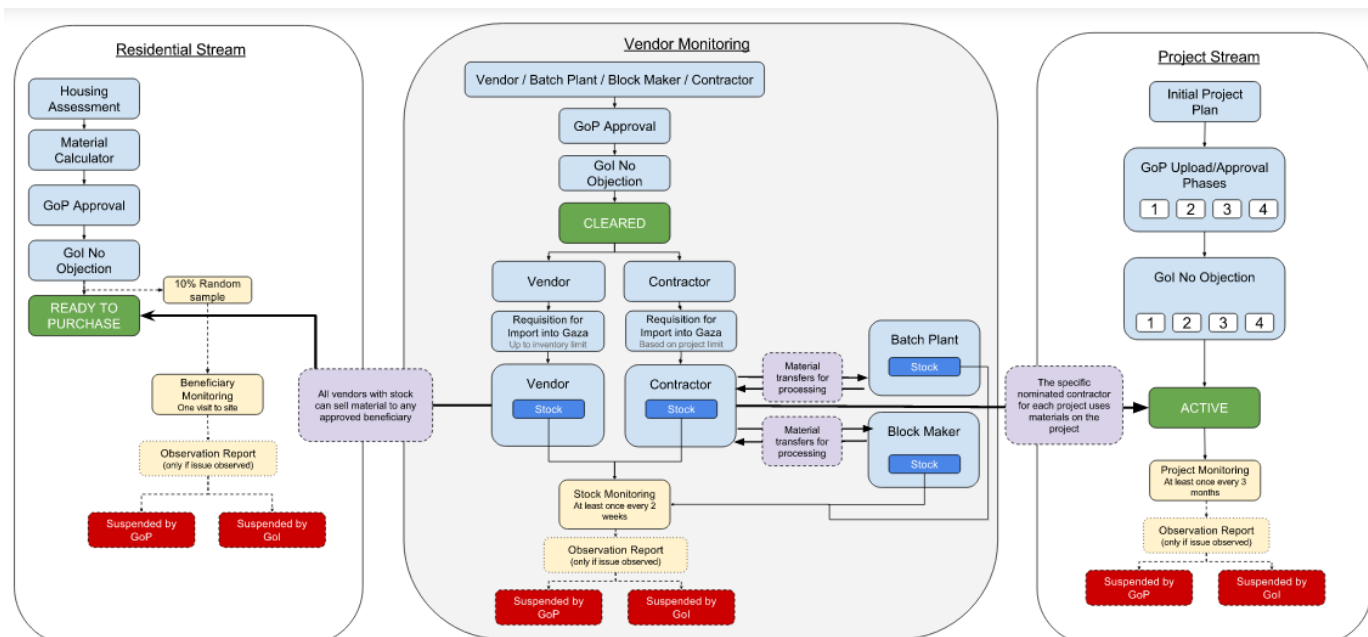 Residential Stream
Housing
Assessment
Material
Calculator
GoP Approval
GoI No
Objection
10% Random
sample
READY TO
PURCHASE
Beneficiary
Monitoring
One visit to site
Observation Report
(only if issue observed)
Suspended by
GoP
Suspended by
GoI
All vendors with stock
can sell material to any
approved beneficiary
Vendor Monitoring
Vendor / Batch Plant / Block Maker / Contractor
GoP Approval
GoI No
Objection
CLEARED
Vendor
Contractor
Requisition for
Import into Gaza
Up to inventory limit
Requisition for
Import into Gaza
Based on project limit
Vendor
Stock
Contractor
Stock
Material
transfers for
processing
Material
transfers for
processing
Batch Plant
Stock
Block Maker
Stock
Stock Monitoring
At least once every 2
weeks
Observation Report
(only if issue observed)
Suspended by
GoP
Suspended by
GoI
The specific
nominated contractor
for each project uses
materials on the
project
Project Stream
Initial Project
Plan
GoP Upload/Approval
Phases
1 2 3 4
GoI No Objection
1 2 3 4
ACTIVE
Project Monitoring
At least once every 3
months
Observation Report
(only if issue observed)
Suspended by
GoP
Suspended by
GoI